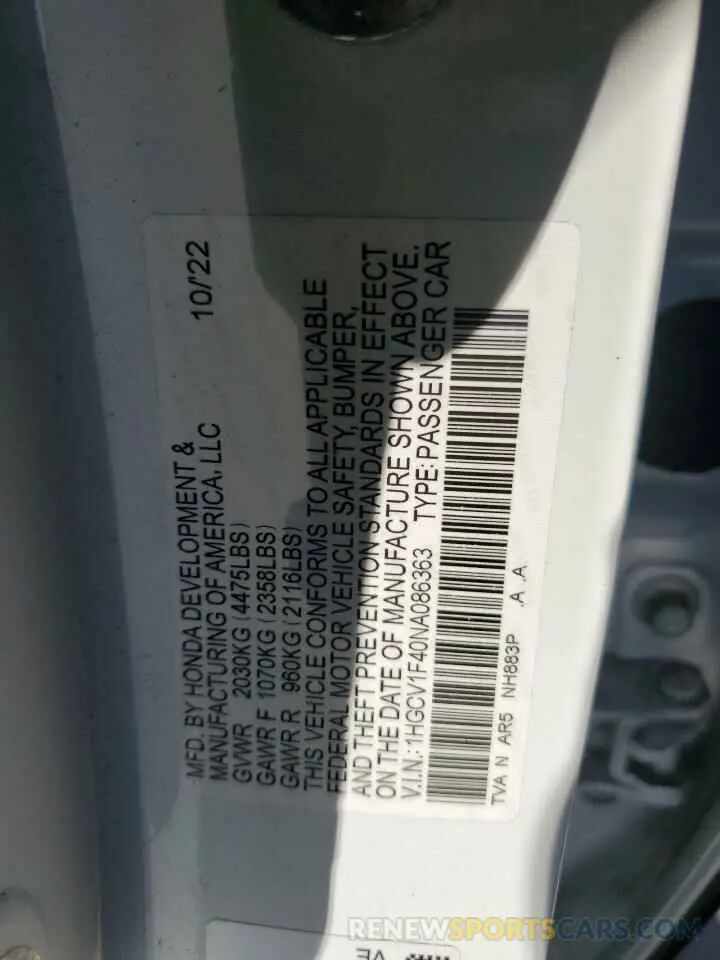 MFD. BY HONDA DEVELOPMENT & 10/'22
MANUFACTURING OF AMERICA, LLC
GVWR 2030KG (4475LBS)
GAWR F 1070KG (2358LBS)
GAWR R 960KG (2116LBS)
THIS VEHICLE CONFORMS TO ALL APPLICABLE
FEDERAL MOTOR VEHICLE SAFETY, BUMPER,
AND THEFT PREVENTION STANDARDS IN EFFECT
ON THE DATE OF MANUFACTURE SHOWN ABOVE.
V.I.N.: 1HGCV1F40NA086363 TYPE: PASSENGER CAR
TVA N AR5 NH883P .A .A
RENEWSPORTCARS.COM